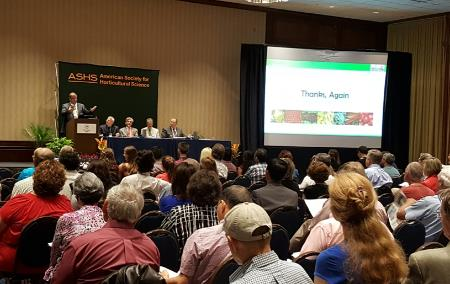 ASHS American Society for
Horticultural Science
Thanks, Again